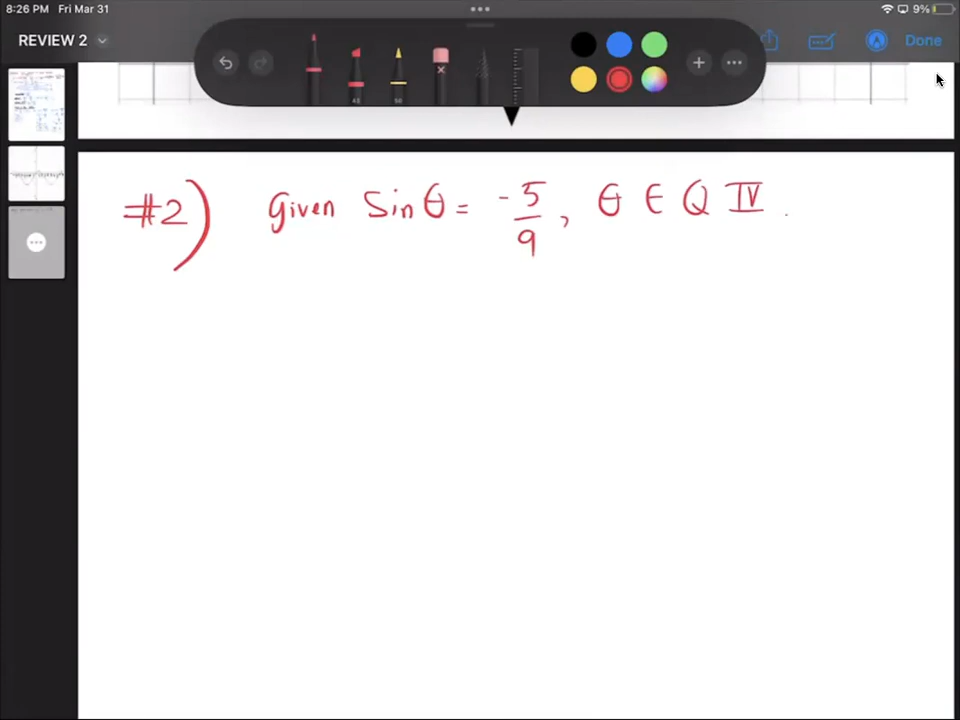 8:26 PM Fri Mar 31
9%
REVIEW 2
Done
#2) Given Sin θ = -5/9, θ ∈ Q IV.